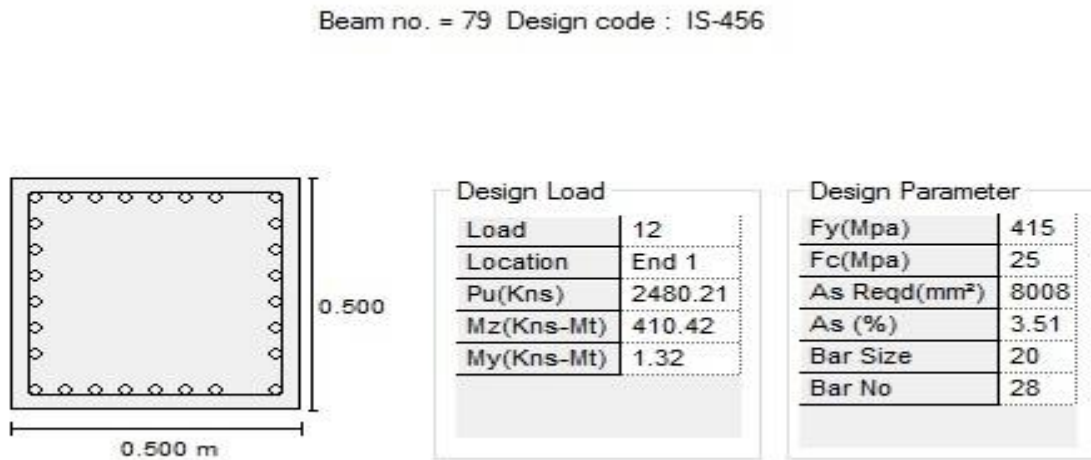 Beam no. = 79 Design code : IS-456
0.500
0.500 m
Design Load
Load 12
Location End 1
Pu(Kns) 2480.21
Mz(Kns-Mt) 410.42
My(Kns-Mt) 1.32
Design Parameter
Fy(Mpa) 415
Fc(Mpa) 25
As Reqd(mm²) 8008
As (%) 3.51
Bar Size 20
Bar No 28